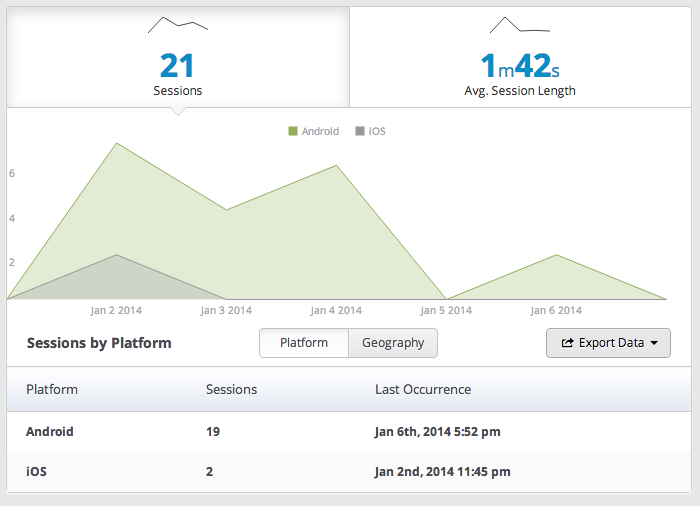 21
1m42s
Sessions
Avg. Session Length
Android
iOS
6
4
2
Jan 2 2014
Jan 3 2014
Jan 4 2014
Jan 5 2014
Jan 6 2014
Sessions by Platform
Platform
Geography
Export Data
Platform Sessions Last Occurrence
Android 19 Jan 6th, 2014 5:52 pm
iOS 2 Jan 2nd, 2014 11:45 pm